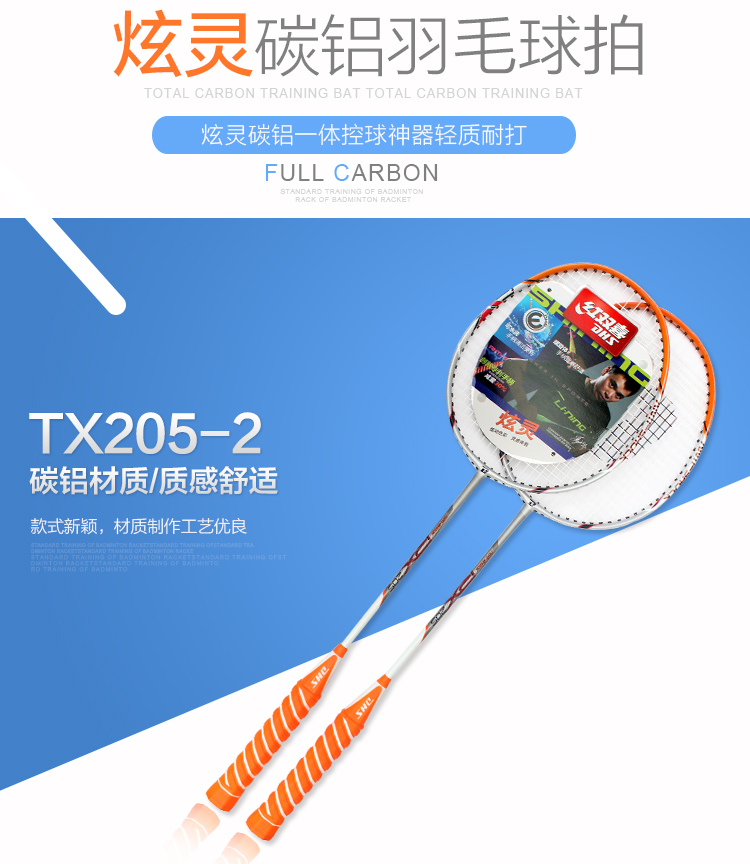 炫灵碳铝羽毛球拍
TOTAL CARBON TRAINING BAT TOTAL CARBON TRAINING BAT
炫灵碳铝一体控球神器轻质耐打
FULL CARBON
STANDARD TRAINING OF BADMINTON
RACK OF BADMINTON RACKET
TX205-2
碳铝材质/质感舒适
款式新颖，材质制作工艺优良
红双喜
DHS
SHINING
炫灵
DHS
DHS